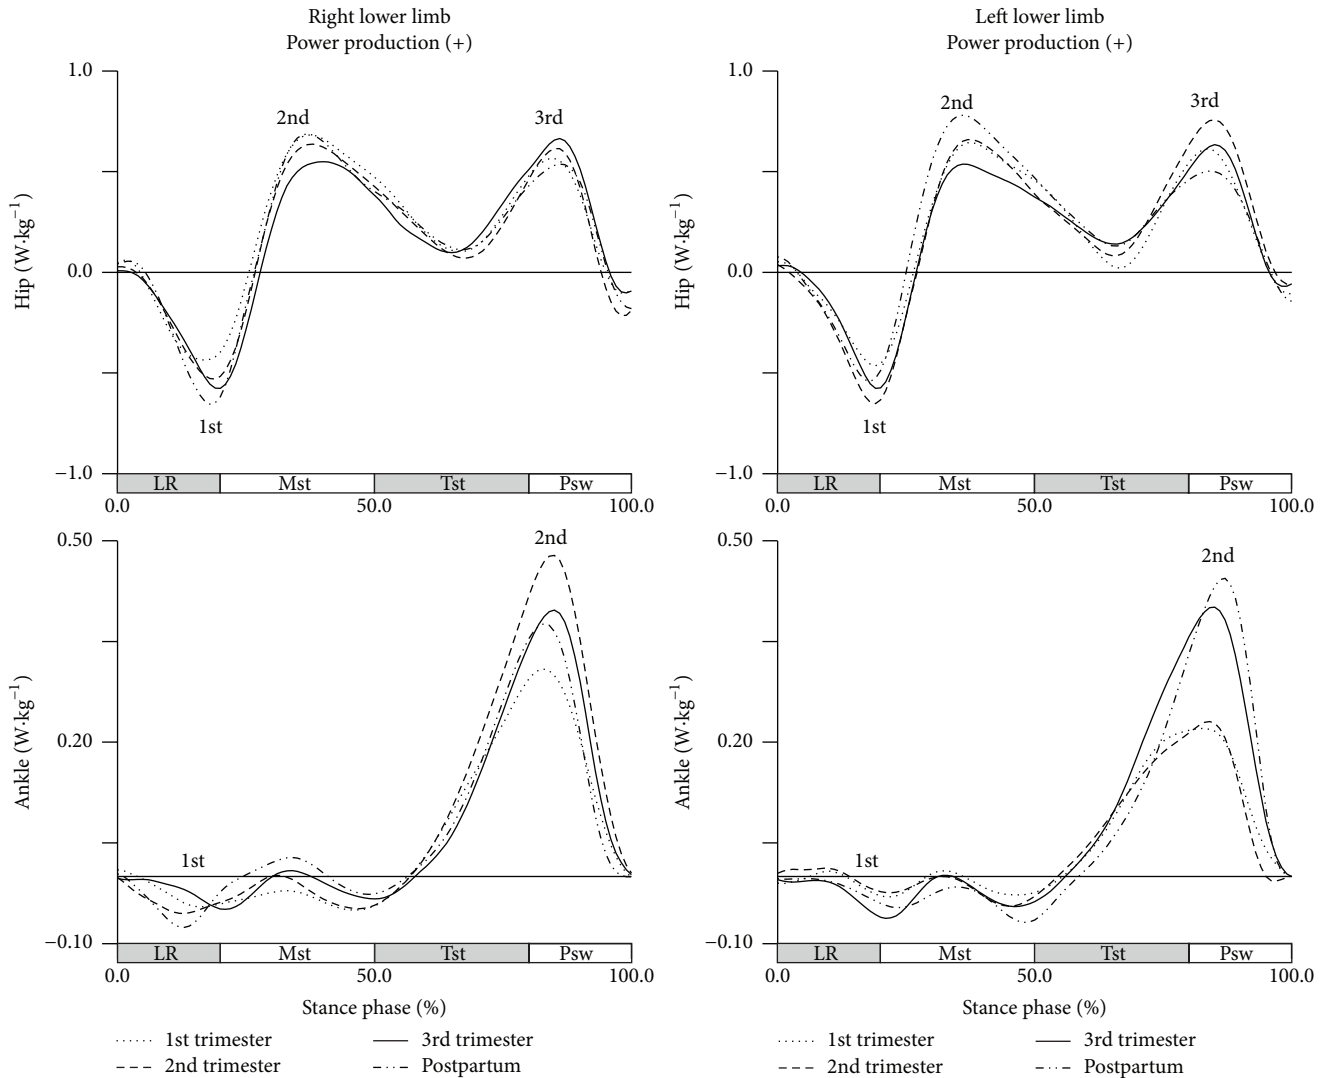 Right lower limb
Power production (+)
1.0
0.0
−1.0
Hip (W·kg⁻¹)
1st
2nd
3rd
LR Mst Tst Psw
0.0 50.0 100.0
Left lower limb
Power production (+)
1.0
0.0
−1.0
Hip (W·kg⁻¹)
1st
2nd
3rd
LR Mst Tst Psw
0.0 50.0 100.0
0.50
0.20
−0.10
Ankle (W·kg⁻¹)
1st
2nd
LR Mst Tst Psw
0.0 50.0 100.0
Stance phase (%)
1st trimester 3rd trimester
2nd trimester Postpartum
0.50
0.20
−0.10
Ankle (W·kg⁻¹)
1st
2nd
LR Mst Tst Psw
0.0 50.0 100.0
Stance phase (%)
1st trimester 3rd trimester
2nd trimester Postpartum